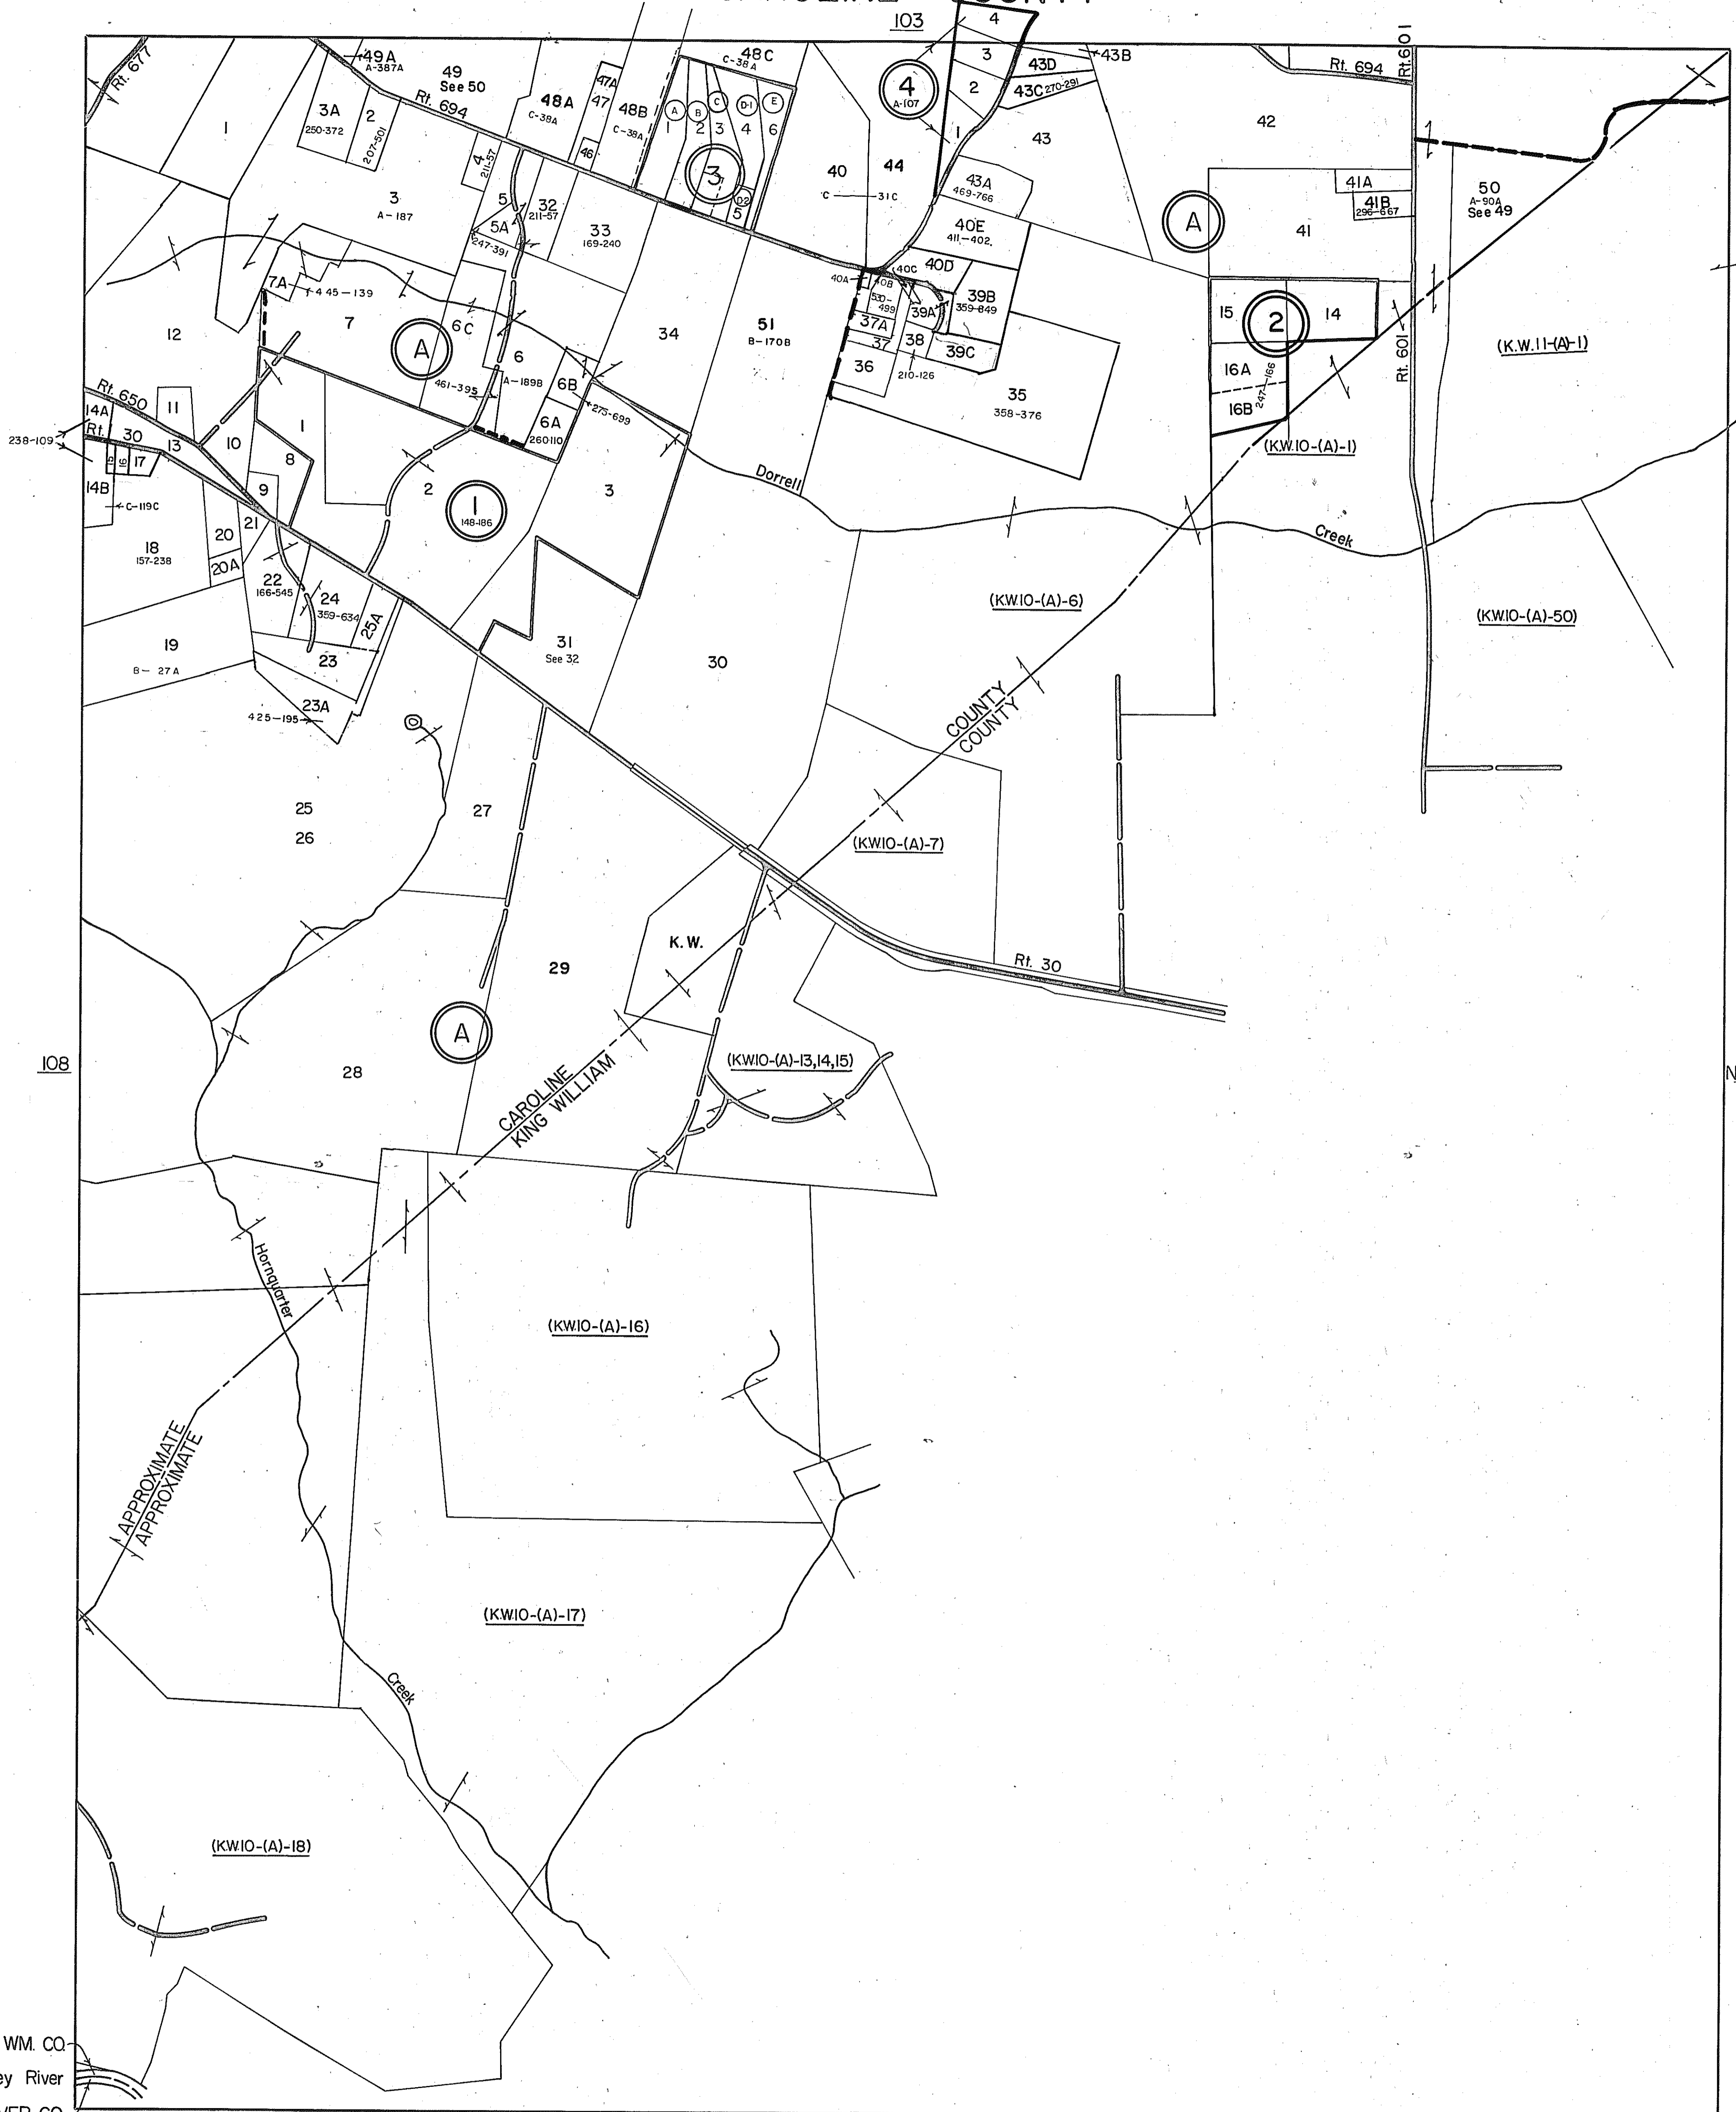 COUNTY
103
Rt. 677
1
49A
A-387A
49
See 50
Rt. 694
3A
250-372
2
207-501
3
A-187
4
211-57
5
5A
247-391
48A
C-38A
47A
47
46
48B
C-38A
48C
C-38A
A
B
C
D-1
E
1
2
3
4
6
3
D2
5
32
211-57
33
169-240
40
44
C
31C
4
A-107
4
3
2
1
43D
43C 270-291
43B
43
43A
469-766
40E
411-402
40D
40C
40A
40B
530-499
39A
39B
359-849
39C
37A
37
38
36
210-126
35
358-376
42
Rt. 694
Rt. 601
A
41A
41B
296-667
41
50
A-90A
See 49
15
2
14
16A
16B
247-166
Rt. 601
(K.W.11-(A)-1)
(K.W.10-(A)-1)
12
7A
445-139
7
A
6C
6
A-189B
461-395
6B
275-699
6A
260-110
34
51
B-170B
Rt. 650
14A
11
Rt. 30
13
10
238-109
15
16
17
14B
C-119C
1
8
9
2
1
148-186
3
Dorrell
Creek
18
157-238
20
20A
21
22
166-545
24
359-634
25A
23
19
B-27A
23A
425-195
31
See 32
30
(K.W.10-(A)-6)
(K.W.10-(A)-50)
COUNTY
COUNTY
25
26
27
(K.W.10-(A)-7)
K.W.
29
Rt. 30
A
108
28
(K.W.10-(A)-13,14,15)
N
CAROLINE
KING WILLIAM
Hornquarter
(K.W.10-(A)-16)
APPROXIMATE
APPROXIMATE
(K.W.10-(A)-17)
Creek
(K.W.10-(A)-18)
WM. CO.
ey River
VER CO.